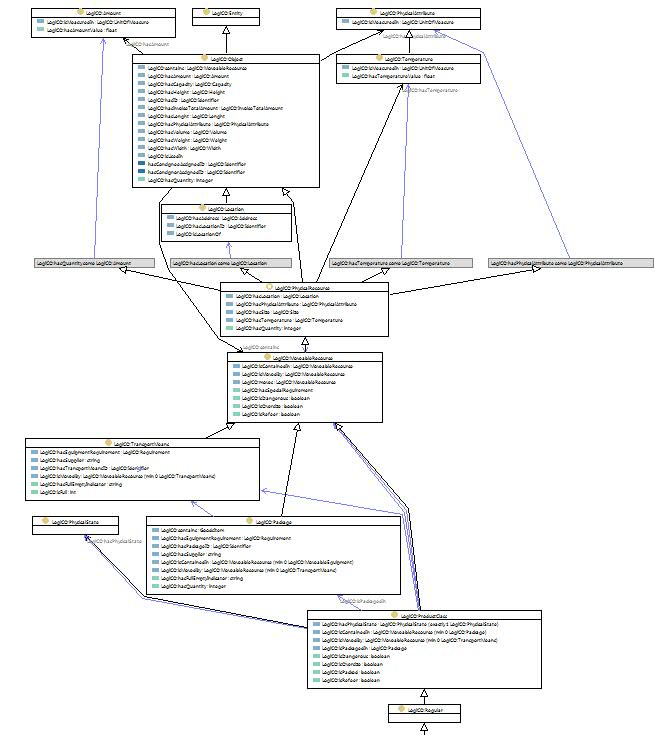 LogiCO:Amount
LogiCO:isMeasuredIn : LogiCO:UnitOfMeasure
LogiCO:hasAmountValue : float
LogiCO:Entity
LogiCO:PhysicalAttribute
LogiCO:isMeasuredIn : LogiCO:UnitOfMeasure
LogiCO:hasAmount
LogiCO:hasPhysicalAttribute
LogiCO:Object
LogiCO:contains : LogiCO:MoveableResource
LogiCO:hasAmount : LogiCO:Amount
LogiCO:hasCapacity : LogiCO:Capacity
LogiCO:hasHeight : LogiCO:Height
LogiCO:hasID : LogiCO:Identifier
LogiCO:hasInvoiceTotalAmount : LogiCO:InvoiceTotalAmount
LogiCO:hasLenght : LogiCO:Lenght
LogiCO:hasPhysicalAttribute : LogiCO:PhysicalAttribute
LogiCO:hasVolume : LogiCO:Volume
LogiCO:hasWeight : LogiCO:Weight
LogiCO:hasWidth : LogiCO:Width
LogiCO:isUsedIn
LogiCO:hasConsigneeAssignedID : LogiCO:Identifier
LogiCO:hasConsignorAssignedID : LogiCO:Identifier
LogiCO:hasQuantity : integer
LogiCO:Temperature
LogiCO:isMeasuredIn : LogiCO:UnitOfMeasure
LogiCO:hasTemperatureValue : float
LogiCO:hasTemperature
LogiCO:Location
LogiCO:hasAddress : LogiCO:Address
LogiCO:hasLocationID : LogiCO:Identifier
LogiCO:isLocationOf
LogiCO:hasQuantity some LogiCO:Amount
LogiCO:hasLocation some LogiCO:Location
LogiCO:hasTemperature some LogiCO:Temperature
LogiCO:hasPhysicalAttribute some LogiCO:PhysicalAttribute
LogiCO:PhysicalResource
LogiCO:hasLocation : LogiCO:Location
LogiCO:hasPhysicalAttribute : LogiCO:PhysicalAttribute
LogiCO:hasSize : LogiCO:Size
LogiCO:hasTemperature : LogiCO:Temperature
LogiCO:hasQuantity : integer
LogiCO:contains
LogiCO:MoveableResource
LogiCO:isContainedIn : LogiCO:MoveableResource
LogiCO:isMovedBy : LogiCO:MoveableResource
LogiCO:moves : LogiCO:MoveableResource
LogiCO:hasSpecialRequirement
LogiCO:isDangerous : boolean
LogiCO:isOversize : boolean
LogiCO:isReefer : boolean
LogiCO:TransportMeans
LogiCO:hasEquipmentRequirement : LogiCO:Requirement
LogiCO:hasSupplier : string
LogiCO:hasTransportMeansID : LogiCO:Identifier
LogiCO:isMovedBy : LogiCO:MoveableResource (min 0 LogiCO:TransportMeans)
LogiCO:hasFullEmptyIndicator : string
LogiCO:isFull : int
LogiCO:PhysicalState
LogiCO:hasPhysicalState
LogiCO:Package
LogiCO:contains : GoodsItem
LogiCO:hasEquipmentRequirement : LogiCO:Requirement
LogiCO:hasPackageID : LogiCO:Identifier
LogiCO:hasSupplier : string
LogiCO:isContainedIn : LogiCO:MoveableResource (min 0 LogiCO:MoveableEquipment)
LogiCO:isMovedBy : LogiCO:MoveableResource (min 0 LogiCO:TransportMeans)
LogiCO:hasFullEmptyIndicator : string
LogiCO:hasQuantity : integer
LogiCO:isPackagedIn
LogiCO:ProductClass
LogiCO:hasPhysicalState : LogiCO:PhysicalState (exactly 1 LogiCO:PhysicalState)
LogiCO:isContainedIn : LogiCO:MoveableResource (min 0 LogiCO:Package)
LogiCO:isMovedBy : LogiCO:MoveableResource (min 0 LogiCO:TransportMeans)
LogiCO:isPackagedIn : LogiCO:Package
LogiCO:isDangerous : boolean
LogiCO:isOversize : boolean
LogiCO:isPacked : boolean
LogiCO:isReefer : boolean
LogiCO:Regular